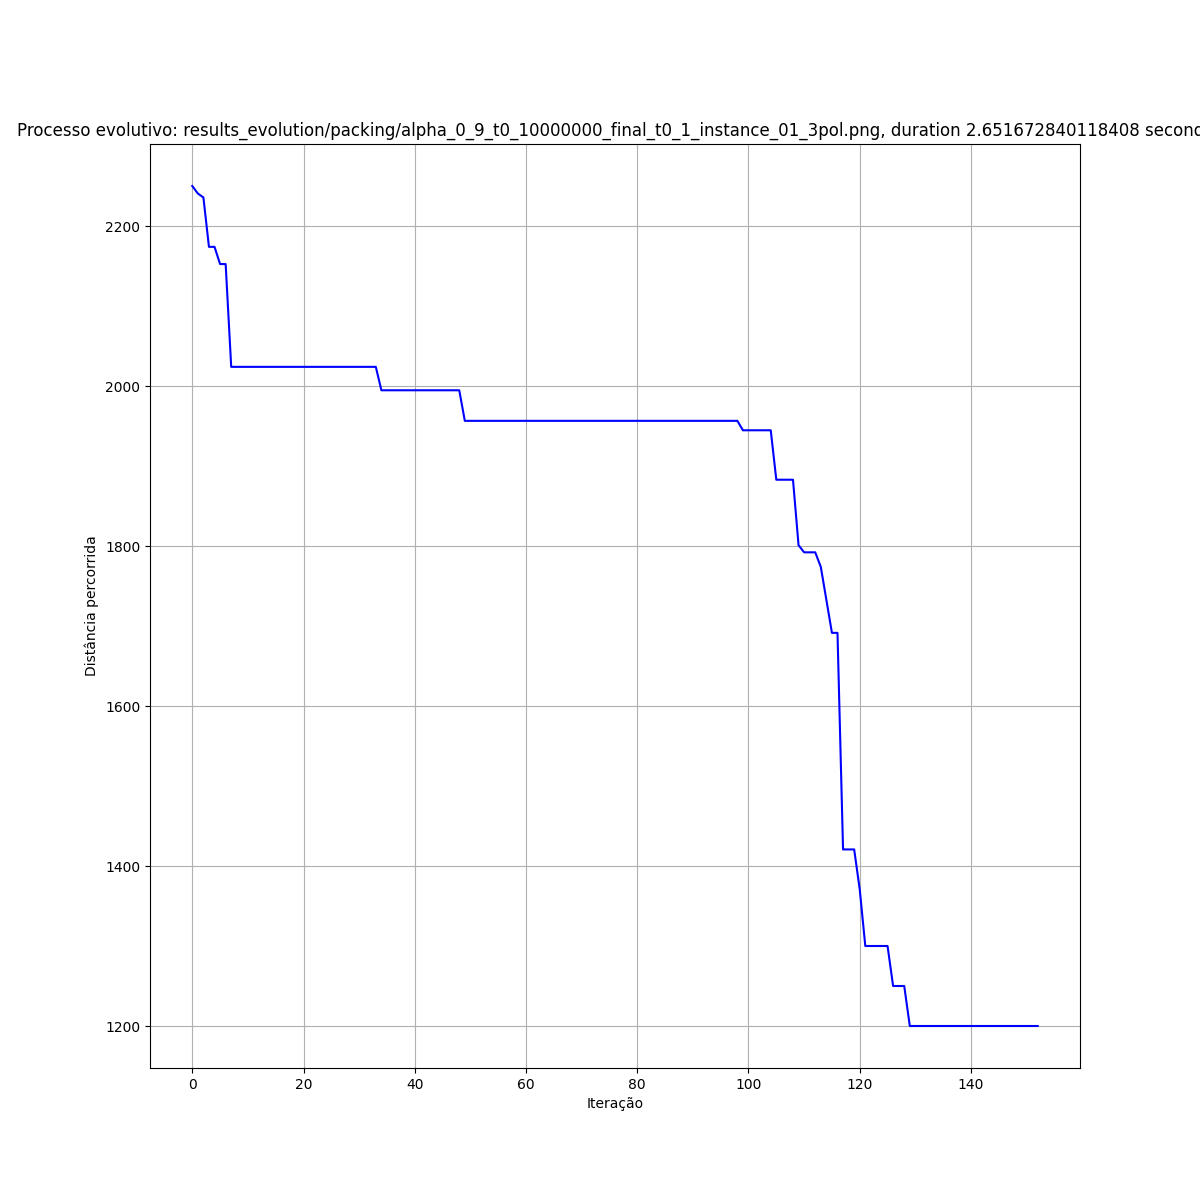 Processo evolutivo: results_evolution/packing/alpha_0_9_t0_10000000_final_t0_1_instance_01_3pol.png, duration 2.651672840118408 second
2200
2000
1800
1600
1400
1200
Distância percorrida
0 20 40 60 80 100 120 140
Iteração